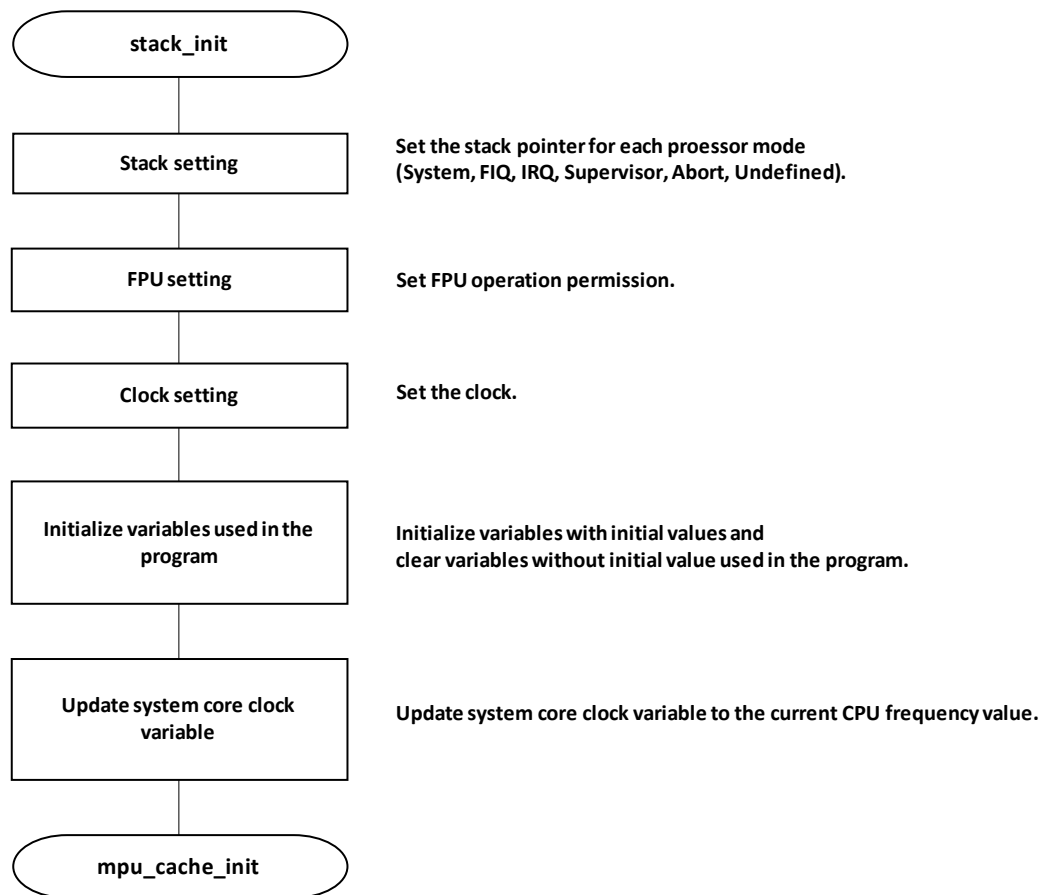 stack_init
Stack setting
Set the stack pointer for each proessor mode
(System, FIQ, IRQ, Supervisor, Abort, Undefined).
FPU setting
Set FPU operation permission.
Clock setting
Set the clock.
Initialize variables used in the
program
Initialize variables with initial values and
clear variables without initial value used in the program.
Update system core clock
variable
Update system core clock variable to the current CPU frequency value.
mpu_cache_init